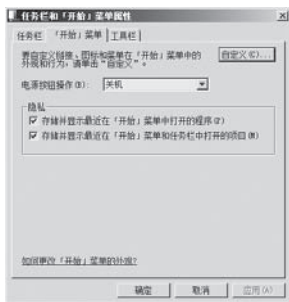 任务栏和「开始」菜单属性
任务栏 「开始」菜单 工具栏
要自定义链接、图标和菜单在「开始」菜单中的
外观和行为，请单击"自定义"。
自定义(C)...
电源按钮操作(B): 关机
隐私
存储并显示最近在「开始」菜单中打开的程序(P)
存储并显示最近在「开始」菜单和任务栏中打开的项目(M)
如何更改「开始」菜单的外观?
确定 取消 应用(A)